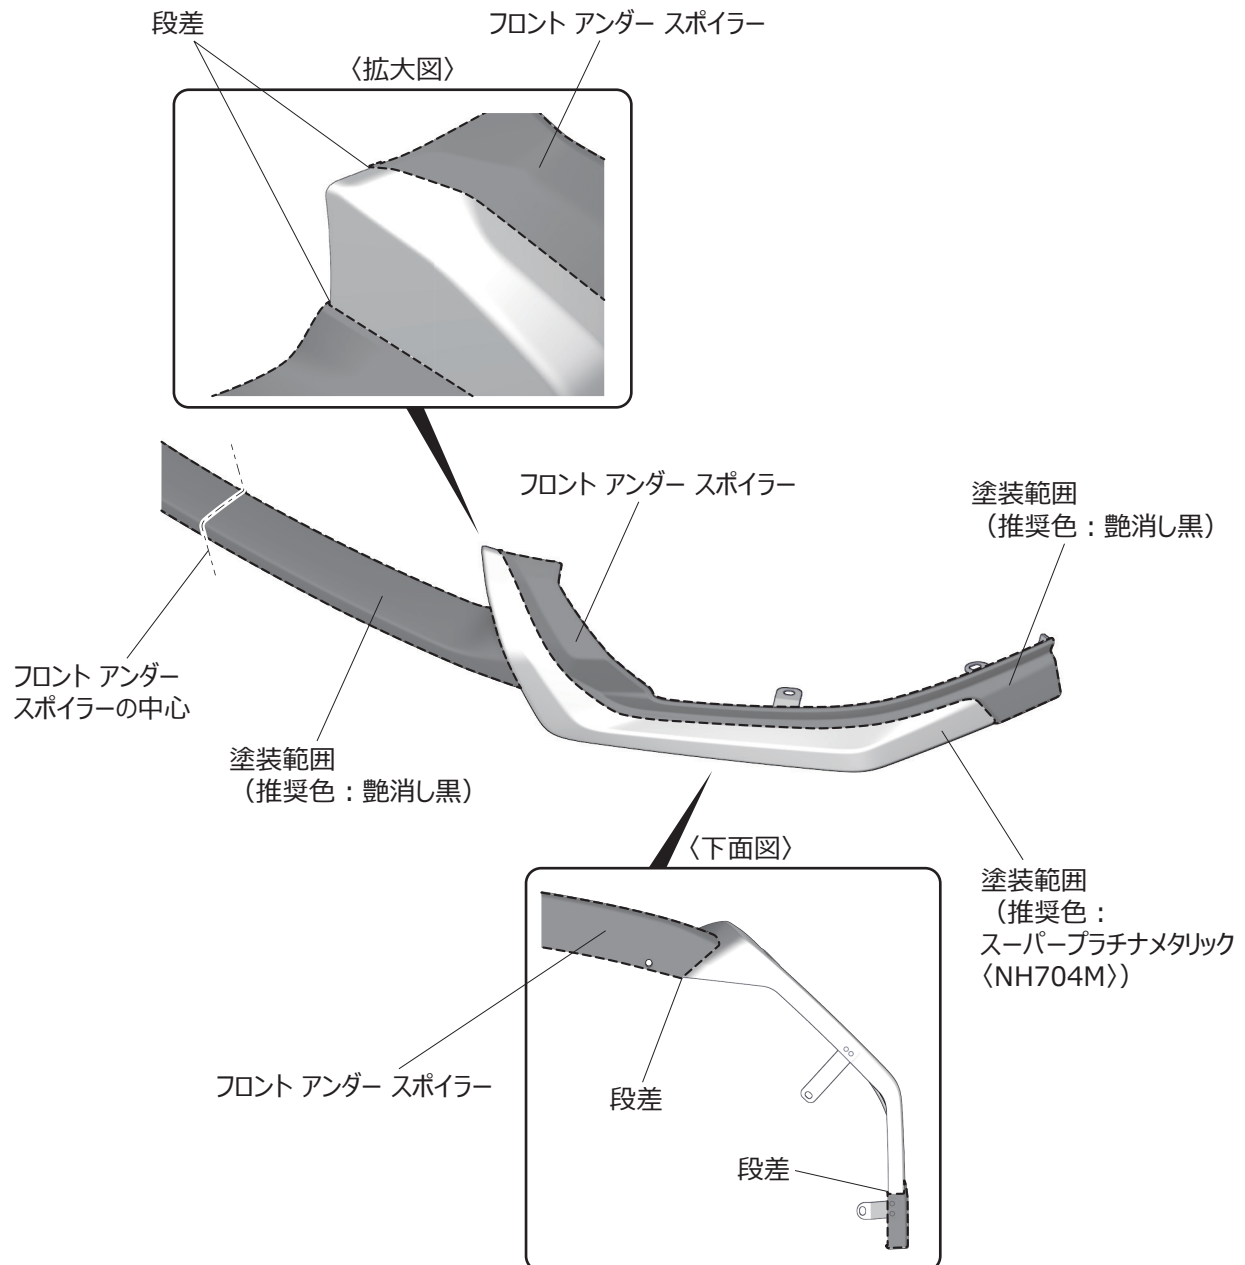 段差
フロント アンダー スポイラー
〈拡大図〉
フロント アンダー スポイラー
塗装範囲
（推奨色：艶消し黒）
フロント アンダー
スポイラーの中心
塗装範囲
（推奨色：艶消し黒）
〈下面図〉
塗装範囲
（推奨色：
スーパープラチナメタリック
〈NH704M〉）
フロント アンダー スポイラー
段差
段差